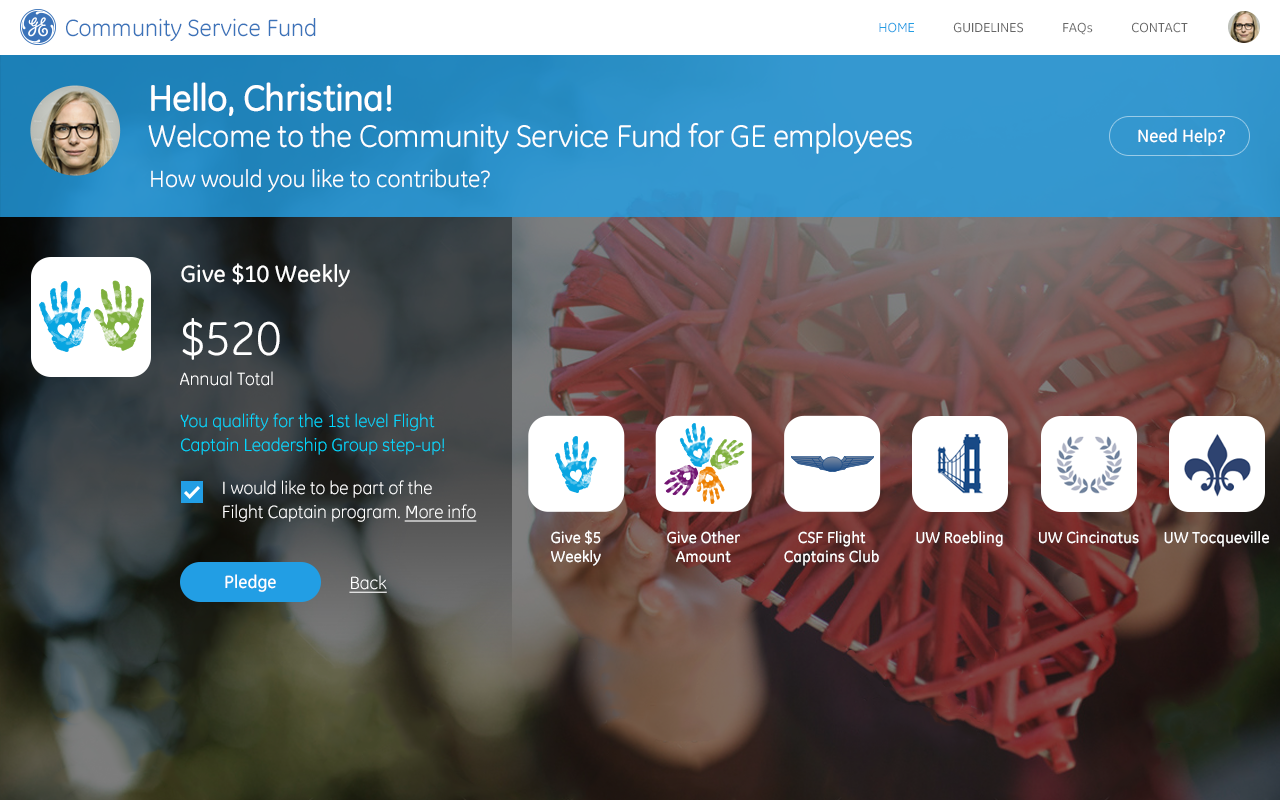 GE Community Service Fund
HOME GUIDELINES FAQs CONTACT
Hello, Christina!
Welcome to the Community Service Fund for GE employees
How would you like to contribute?
Need Help?
Give $10 Weekly
$520
Annual Total
You qualifty for the 1st level Flight
Captain Leadership Group step-up!
I would like to be part of the
Flight Captain program. More info
Pledge
Back
Give $5
Weekly
Give Other
Amount
CSF Flight
Captains Club
UW Roebling
UW Cincinatus
UW Tocqueville